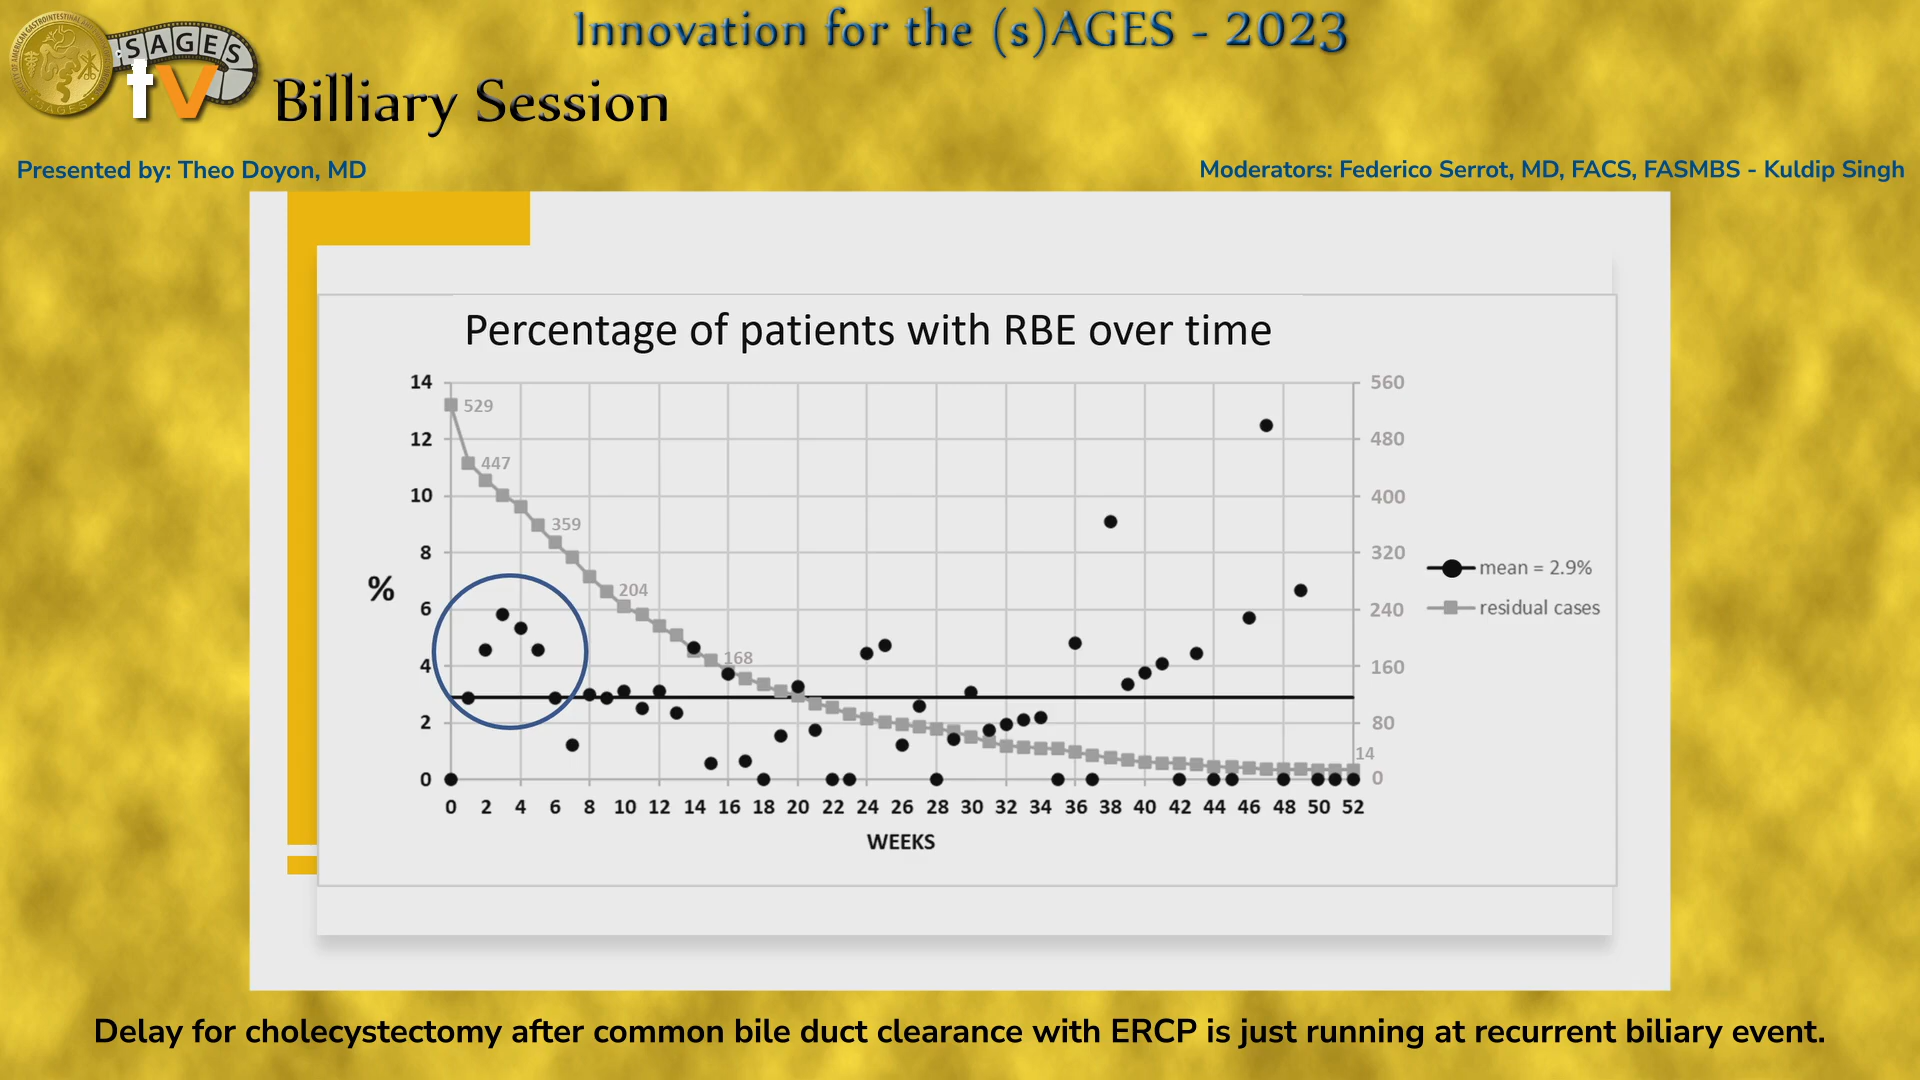 Innovation for the (s)AGES - 2023
SAGES
tv
Billiary Session
Presented by: Theo Doyon, MD
Moderators: Federico Serrot, MD, FACS, FASMBS - Kuldip Singh
Percentage of patients with RBE over time
14
12
10
8
6
4
2
0
%
529
447
359
204
168
14
560
480
400
320
240
160
80
0
mean = 2.9%
residual cases
0 2 4 6 8 10 12 14 16 18 20 22 24 26 28 30 32 34 36 38 40 42 44 46 48 50 52
WEEKS
Delay for cholecystectomy after common bile duct clearance with ERCP is just running at recurrent biliary event.